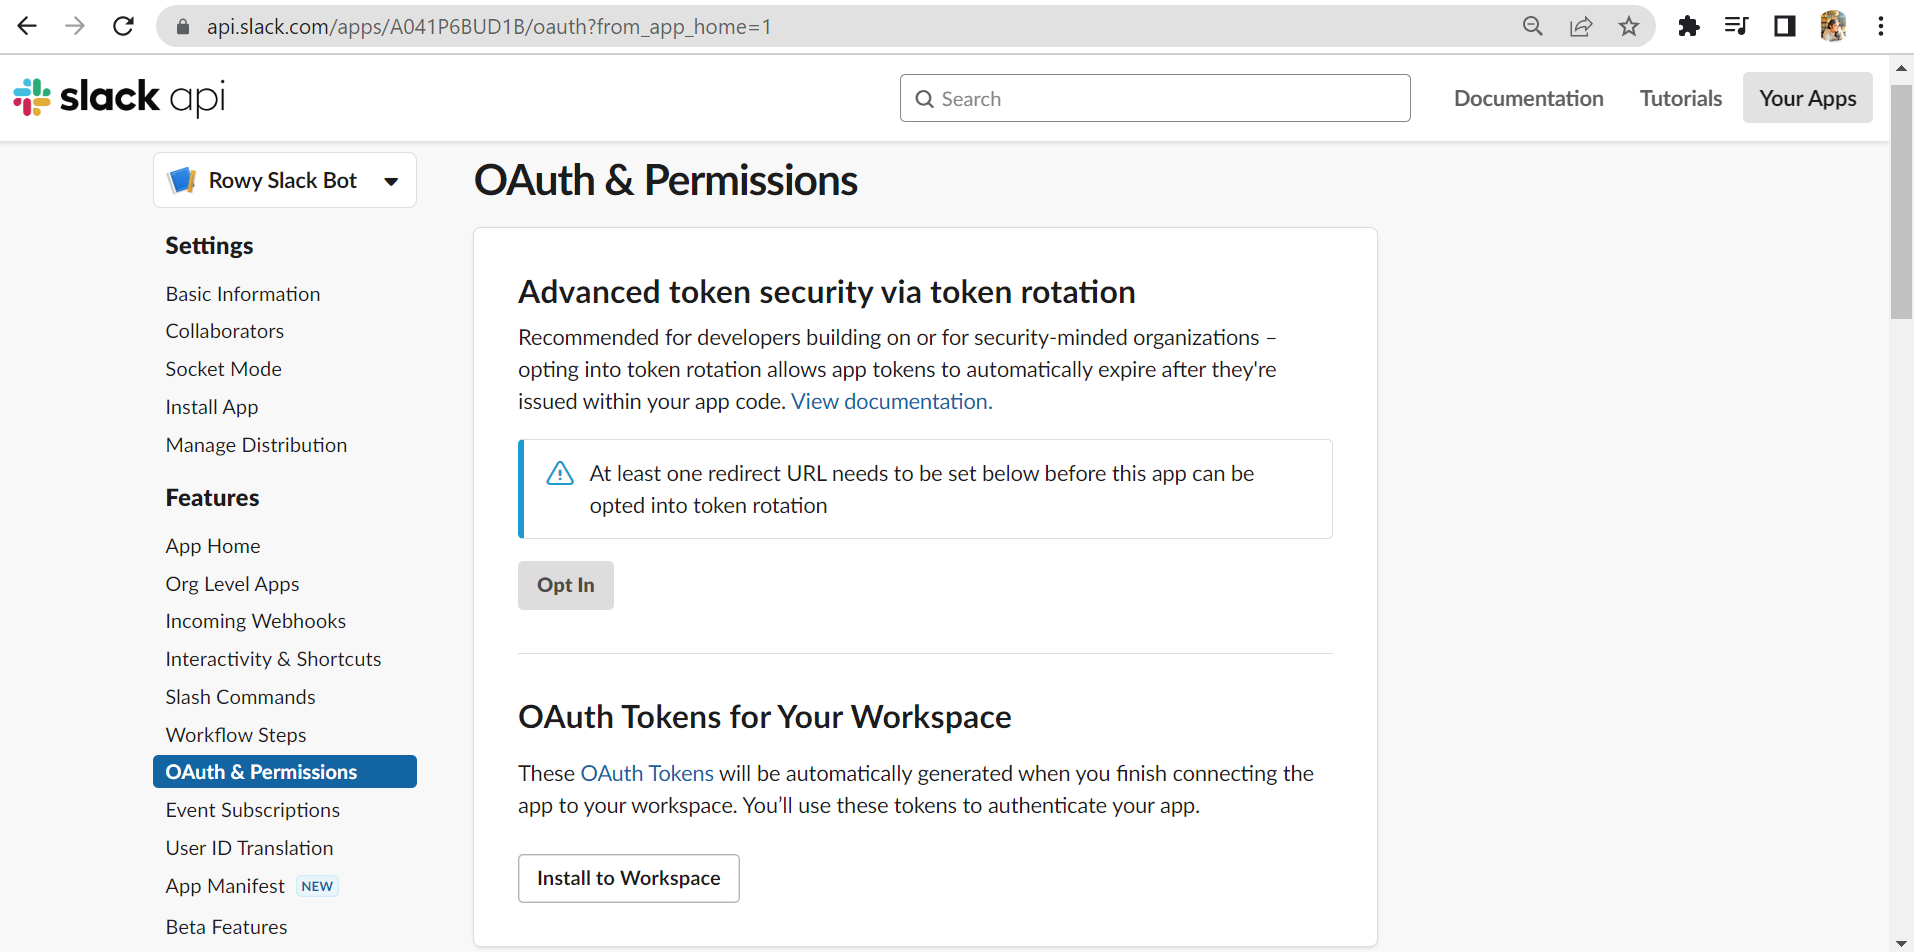 api.slack.com/apps/A041P6BUD1B/oauth?from_app_home=1
slack api
Search
Documentation
Tutorials
Your Apps
Rowy Slack Bot
Settings
Basic Information
Collaborators
Socket Mode
Install App
Manage Distribution
Features
App Home
Org Level Apps
Incoming Webhooks
Interactivity & Shortcuts
Slash Commands
Workflow Steps
OAuth & Permissions
Event Subscriptions
User ID Translation
App Manifest NEW
Beta Features
OAuth & Permissions
Advanced token security via token rotation
Recommended for developers building on or for security-minded organizations –
opting into token rotation allows app tokens to automatically expire after they're
issued within your app code. View documentation.
At least one redirect URL needs to be set below before this app can be
opted into token rotation
Opt In
OAuth Tokens for Your Workspace
These OAuth Tokens will be automatically generated when you finish connecting the
app to your workspace. You’ll use these tokens to authenticate your app.
Install to Workspace